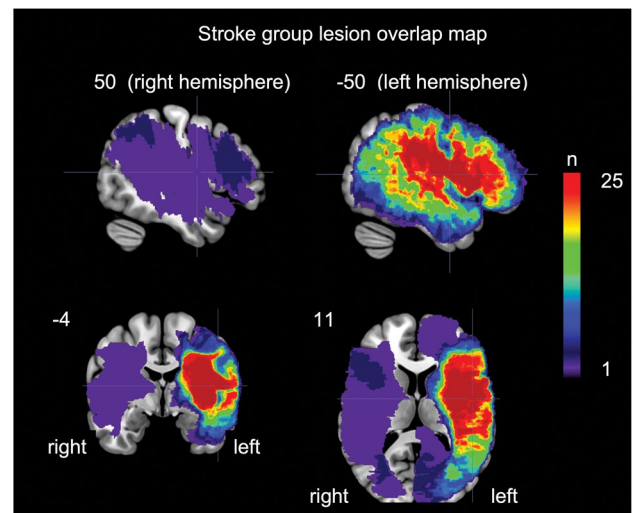 Stroke group lesion overlap map
50 (right hemisphere)
-50 (left hemisphere)
n
25
1
-4
11
right
left
right
left